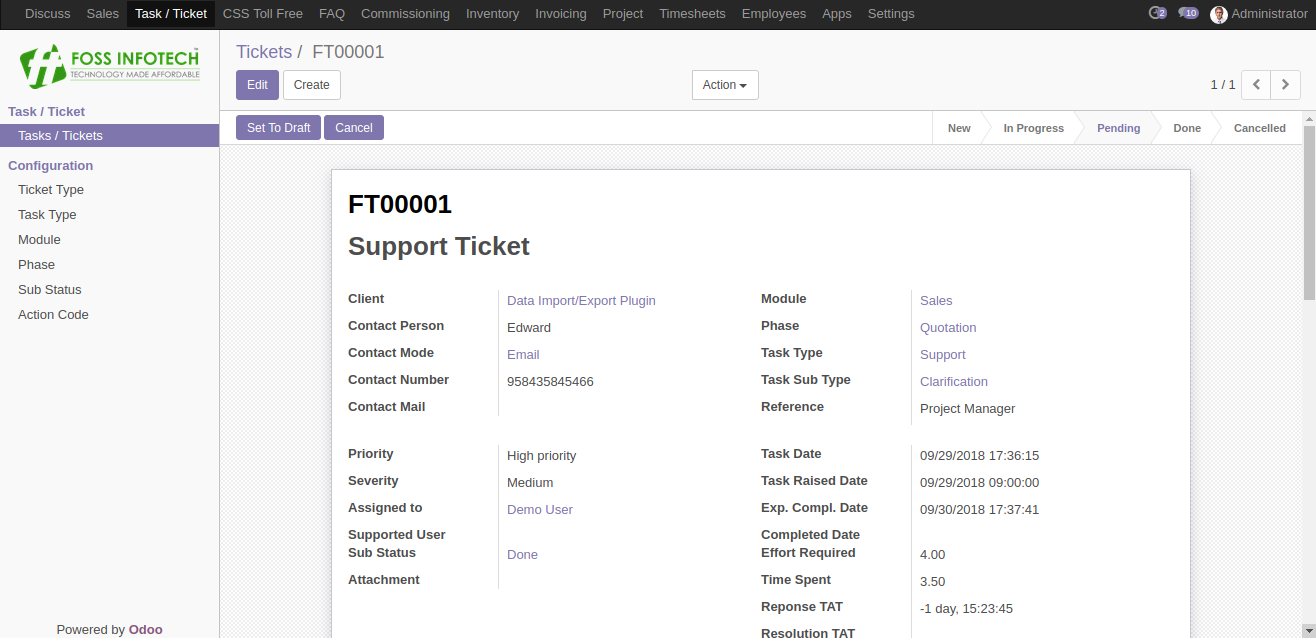 Discuss Sales Task / Ticket CSS Toll Free FAQ Commissioning Inventory Invoicing Project Timesheets Employees Apps Settings 2 10 Administrator
FOSS INFOTECH™
TECHNOLOGY MADE AFFORDABLE
Task / Ticket
Tasks / Tickets
Configuration
Ticket Type
Task Type
Module
Phase
Sub Status
Action Code
Powered by Odoo
Tickets / FT00001
Edit Create Action 1 / 1
Set To Draft Cancel New In Progress Pending Done Cancelled
FT00001
Support Ticket
Client Data Import/Export Plugin
Contact Person Edward
Contact Mode Email
Contact Number 958435845466
Contact Mail
Module Sales
Phase Quotation
Task Type Support
Task Sub Type Clarification
Reference Project Manager
Priority High priority
Severity Medium
Assigned to Demo User
Supported User
Sub Status Done
Attachment
Task Date 09/29/2018 17:36:15
Task Raised Date 09/29/2018 09:00:00
Exp. Compl. Date 09/30/2018 17:37:41
Completed Date
Effort Required 4.00
Time Spent 3.50
Reponse TAT -1 day, 15:23:45
Resolution TAT